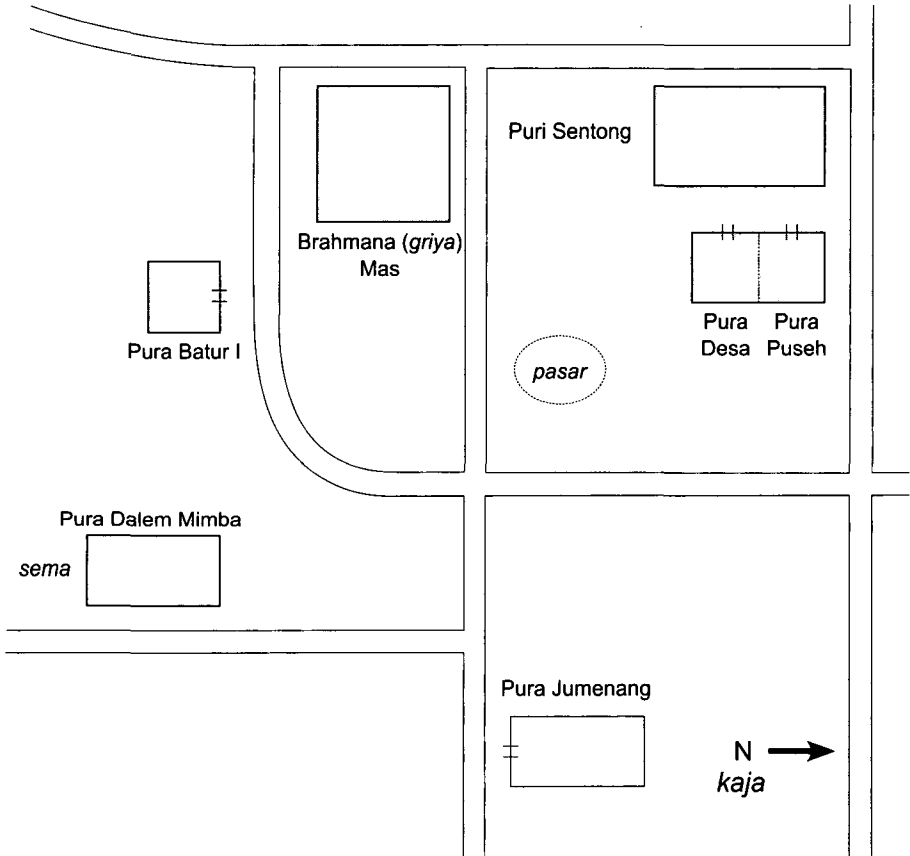 Puri Sentong
Brahmana (griya)
Mas
Pura Desa
Pura Puseh
Pura Batur I
pasar
Pura Dalem Mimba
sema
Pura Jumenang
N
kaja